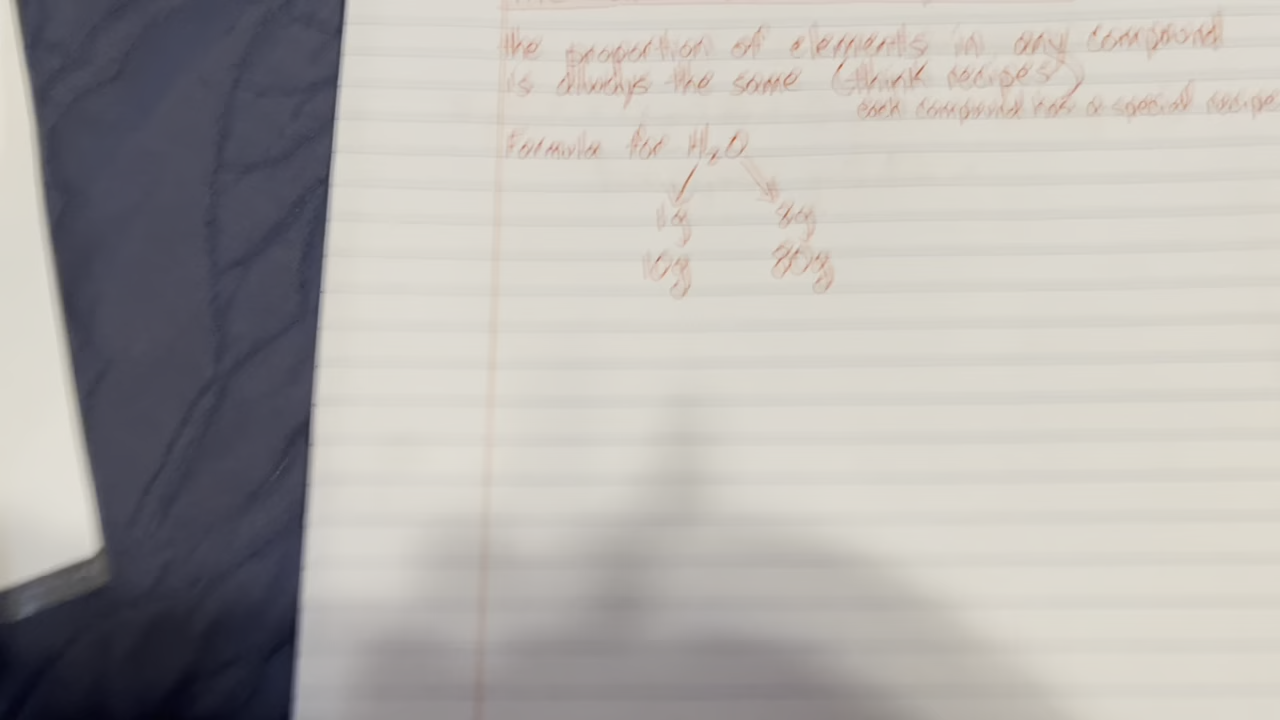 the proportion of elements in any compound
is always the same (think recipes)
each compound has a special recipe
Formula for H₂O
1g 8g
10g 80g